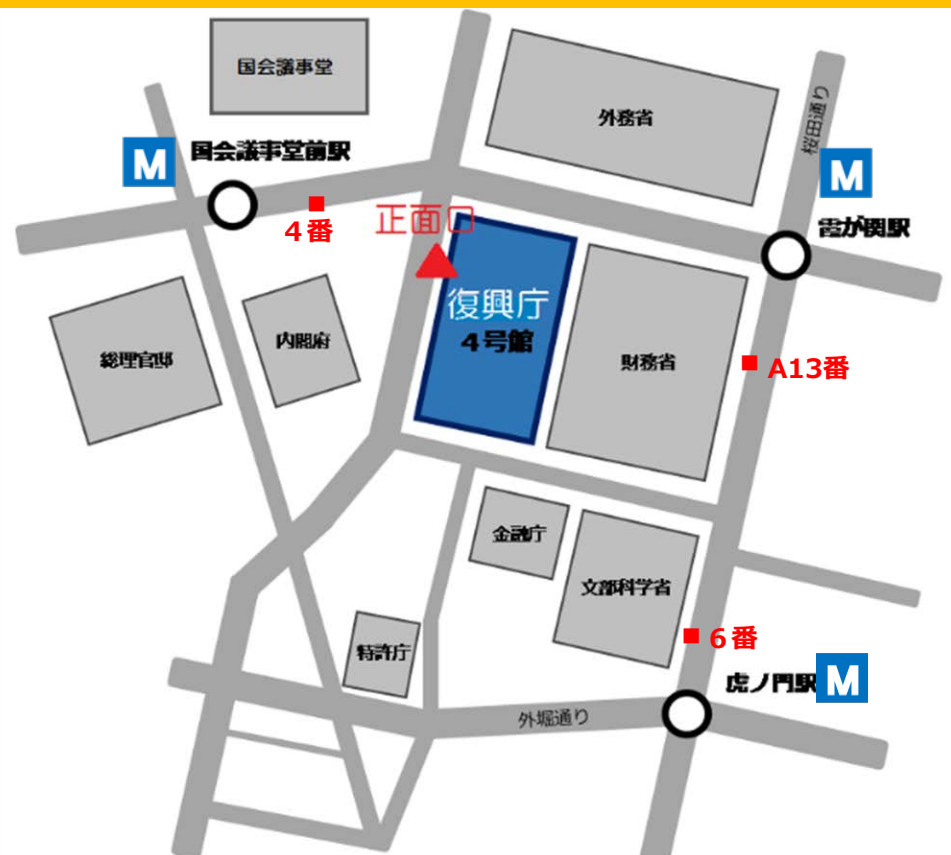 国会議事堂
外務省
桜田通り
M
国会議事堂前駅
M
4番
正面口
霞が関駅
復興庁
4号館
総理官邸
内閣府
財務省
A13番
金融庁
文部科学省
6番
特許庁
虎ノ門駅
M
外堀通り